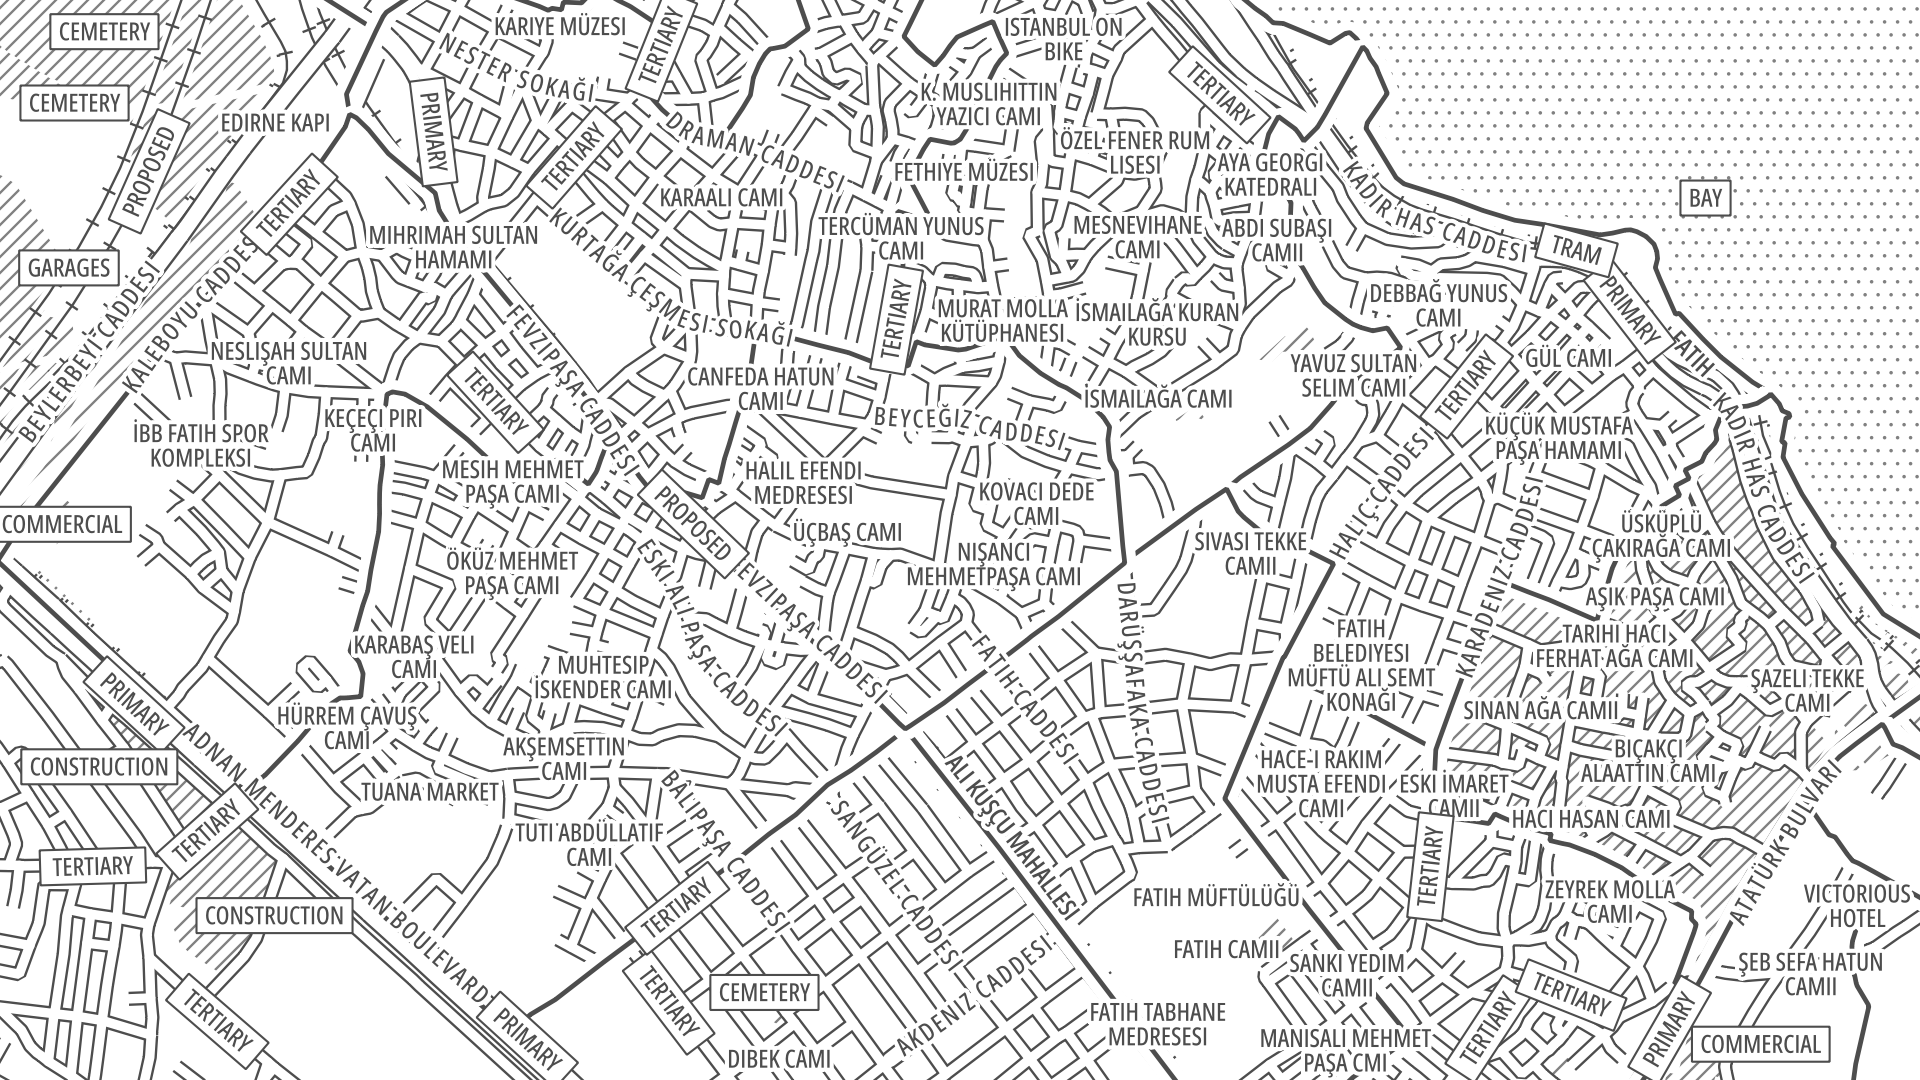 CEMETERY
KARIYE MÜZESI
TERTIARY
ISTANBUL ON
BIKE
NESTER SOKAĞI
CEMETERY
PRIMARY
TERTIARY
EDIRNE KAPI
PROPOSED
K. MUSLIHITTIN
YAZICI CAMI
DRAMAN CADDESI
TERTIARY
ÖZEL FENER RUM
LISESI
FETHIYE MÜZESI
AYA GEORGI
KATEDRALI
KADIR HAS CADDESI
BAY
TERTIARY
KARAALI CAMI
MIHRIMAH SULTAN
HAMAMI
KURTAĞA ÇEŞMESI SOKAĞI
TERCÜMAN YUNUS
CAMI
MESNEVIHANE
CAMI
ABDI SUBAŞI
CAMII
TRAM
GARAGES
BEYLERBEYI CADDESI
KALEBOYU CADDESI
FEVZIPAŞA CADDESI
TERTIARY
MURAT MOLLA
KÜTÜPHANESI
İSMAILAĞA KURAN
KURSU
DEBBAĞ YUNUS
CAMI
PRIMARY
NESLIŞAH SULTAN
CAMI
TERTIARY
CANFEDA HATUN
CAMI
İSMAILAĞA CAMI
YAVUZ SULTAN
SELIM CAMI
TERTIARY
GÜL CAMI
FATIH
KADIR HAS CADDESI
KEÇEÇI PIRI
CAMI
BEYCEĞIZ CADDESI
İBB FATIH SPOR
KOMPLEKSI
KÜÇÜK MUSTAFA
PAŞA HAMAMI
MESIH MEHMET
PAŞA CAMI
HALIL EFENDI
MEDRESESI
KOVACI DEDE
CAMI
HALIÇ CADDESI
KARADENIZ CADDESI
COMMERCIAL
PROPOSED
ÜÇBAŞ CAMI
SIVASI TEKKE
CAMII
ÜSKÜPLÜ
ÇAKIRAĞA CAMI
ÖKÜZ MEHMET
PAŞA CAMI
ESKI ALI PAŞA CADDESI
EVZIPAŞA CADDESI
NIŞANCI
MEHMETPAŞA CAMI
DARÜŞŞAFAKA CADDESI
AŞIK PAŞA CAMI
KARABAŞ VELI
CAMI
MUHTESIP
İSKENDER CAMI
FATIH CADDESI
FATIH
BELEDIYESI
MÜFTÜ ALI SEMT
KONAĞI
TARIHI HACI
FERHAT AĞA CAMI
ŞAZELI TEKKE
CAMI
PRIMARY
HÜRREM ÇAVUŞ
CAMI
SINAN AĞA CAMII
ADNAN MENDERES VATAN BOULEVARD
AKŞEMSETTIN
CAMI
CONSTRUCTION
TUANA MARKET
BÂLIPAŞA CADDESI
ALI KUŞÇU MAHALLESI
HACE-I RAKIM
MUSTA EFENDI
CAMI
ESKI İMARET
CAMII
BIÇAKÇI
ALAATTIN CAMI
TERTIARY
TUTI ABDÜLLATIF
CAMI
SANGÜZEL CADDESI
HACI HASAN CAMI
ATATÜRK BULVARI
TERTIARY
TERTIARY
CONSTRUCTION
TERTIARY
FATIH MÜFTÜLÜĞÜ
ZEYREK MOLLA
CAMI
VICTORIOUS
HOTEL
AKDENIZ CADDESI
FATIH CAMII
SANKI YEDIM
CAMII
ŞEB SEFA HATUN
CAMII
CEMETERY
TERTIARY
TERTIARY
TERTIARY
PRIMARY
FATIH TABHANE
MEDRESESI
TERTIARY
PRIMARY
COMMERCIAL
DIBEK CAMI
MANISALI MEHMET
PAŞA CMI